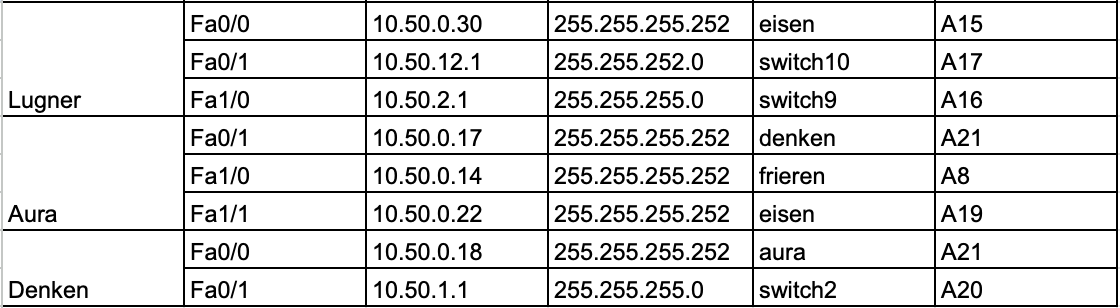 Fa0/0 10.50.0.30 255.255.255.252 eisen A15
Fa0/1 10.50.12.1 255.255.252.0 switch10 A17
Lugner Fa1/0 10.50.2.1 255.255.255.0 switch9 A16
Fa0/1 10.50.0.17 255.255.255.252 denken A21
Fa1/0 10.50.0.14 255.255.255.252 frieren A8
Aura Fa1/1 10.50.0.22 255.255.255.252 eisen A19
Fa0/0 10.50.0.18 255.255.255.252 aura A21
Denken Fa0/1 10.50.1.1 255.255.255.0 switch2 A20